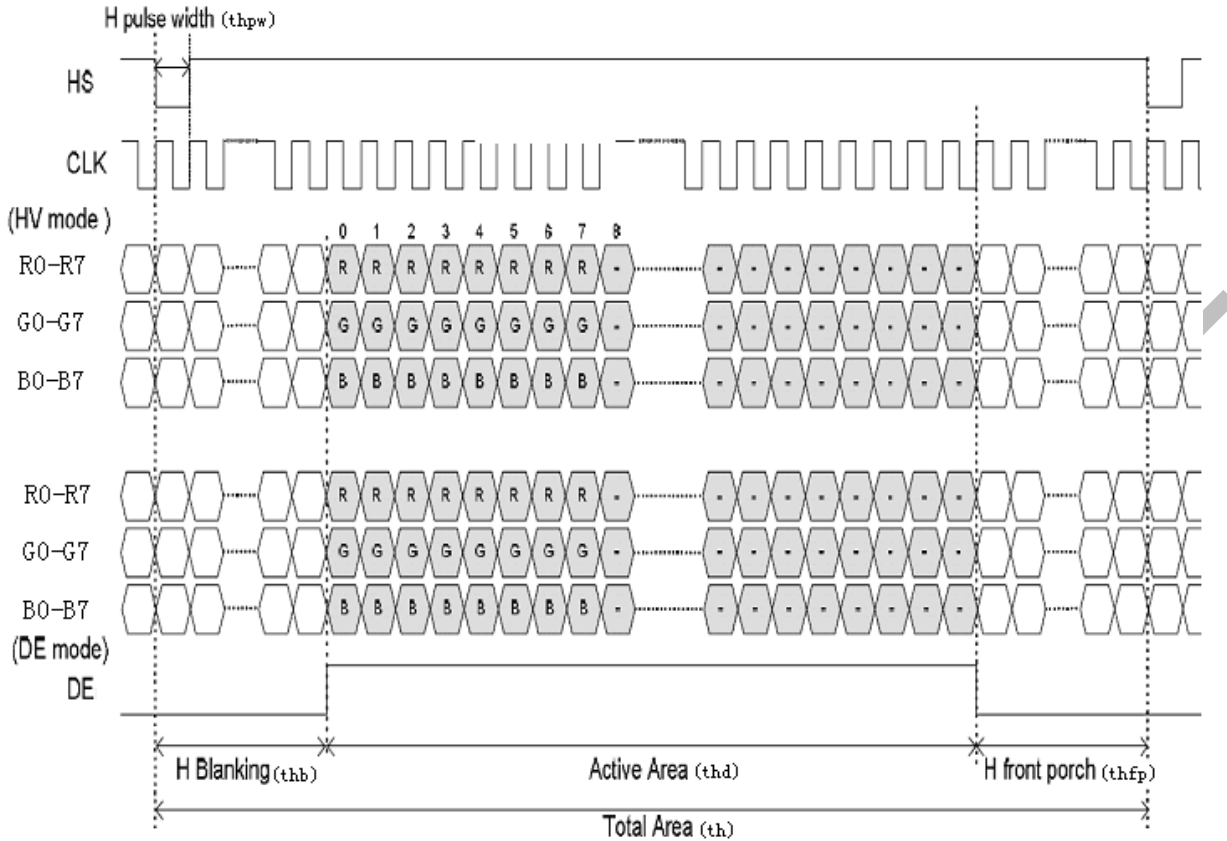 H pulse width (thpw)
HS
CLK
(HV mode )
0 1 2 3 4 5 6 7 8
R0-R7 R R R R R R R R - - - - - - - - -
G0-G7 G G G G G G G G - - - - - - - - -
B0-B7 B B B B B B B B - - - - - - - - -
R0-R7 R R R R R R R R - - - - - - - - -
G0-G7 G G G G G G G G - - - - - - - - -
B0-B7 B B B B B B B B - - - - - - - - -
(DE mode)
DE
H Blanking(thb) Active Area (thd) H front porch (thfp)
Total Area (th)